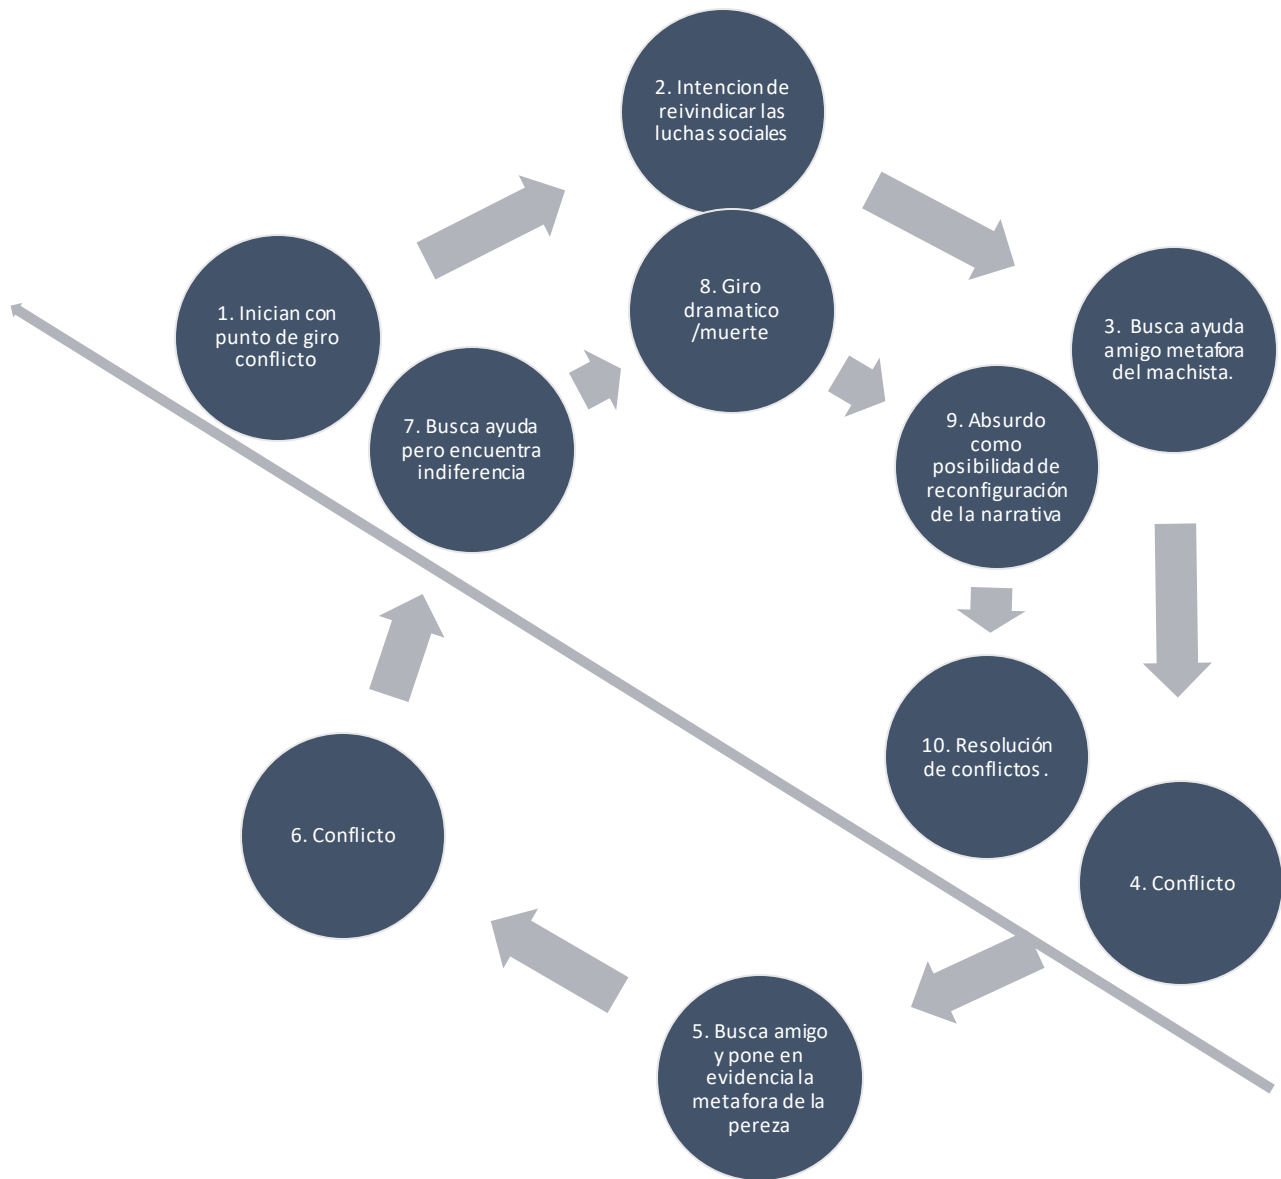 1. Inician con
punto de giro
conflicto
2. Intencion de
reivindicar las
luchas sociales
3. Busca ayuda
amigo metafora
del machista.
4. Conflicto
5. Busca amigo
y pone en
evidencia la
metafora de la
pereza
6. Conflicto
7. Busca ayuda
pero encuentra
indiferencia
8. Giro
dramatico
/muerte
9. Absurdo
como
posibilidad de
reconfiguración
de la narrativa
10. Resolución
de conflictos .